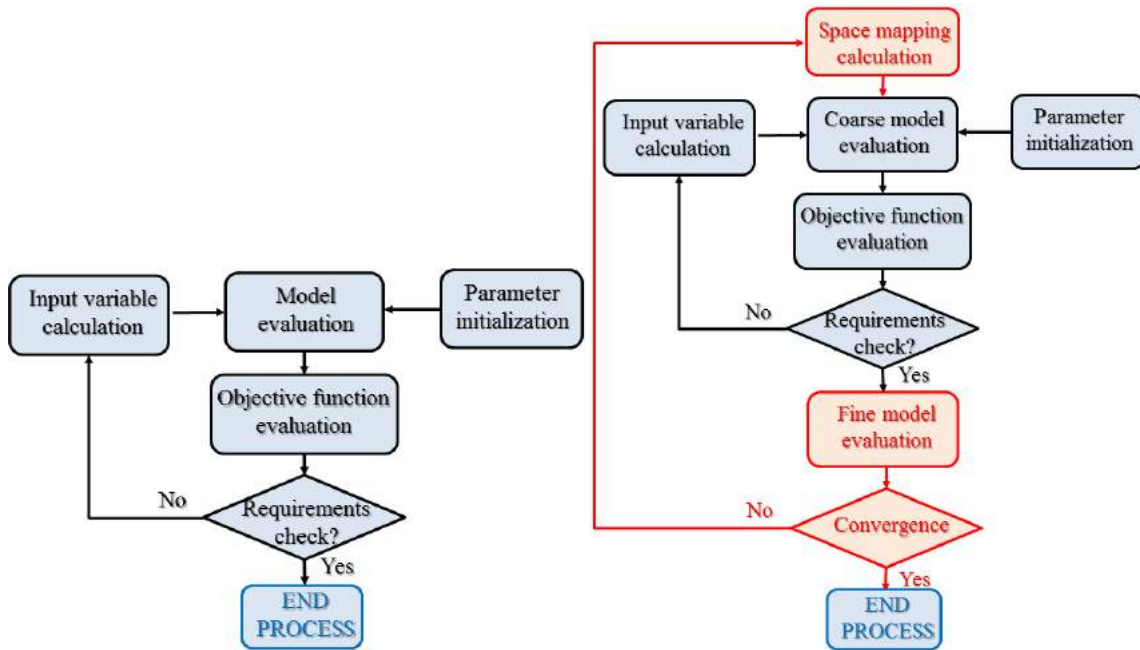 Input variable
calculation
Model
evaluation
Parameter
initialization
Objective function
evaluation
No
Requirements
check?
Yes
END
PROCESS
Space mapping
calculation
Input variable
calculation
Coarse model
evaluation
Parameter
initialization
Objective function
evaluation
No
Requirements
check?
Yes
Fine model
evaluation
No
Convergence
Yes
END
PROCESS